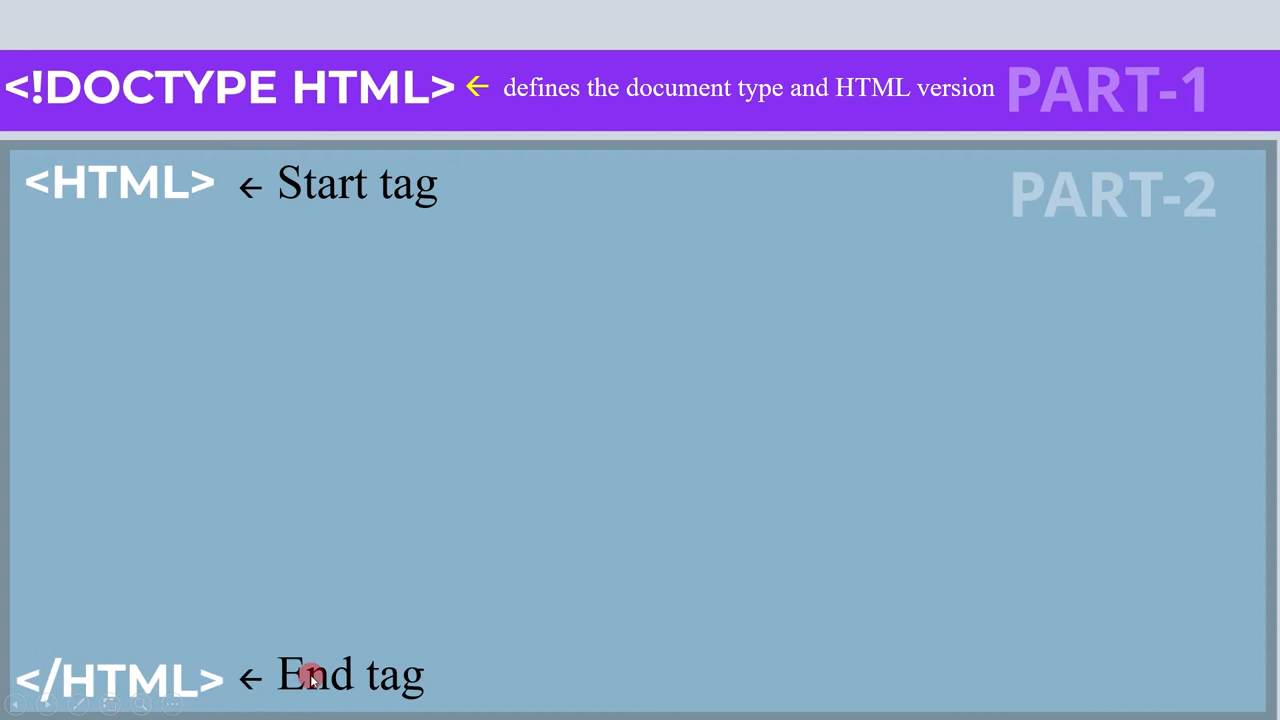 <!DOCTYPE HTML> ← defines the document type and HTML version PART-1
<HTML> ← Start tag PART-2
</HTML> ← End tag